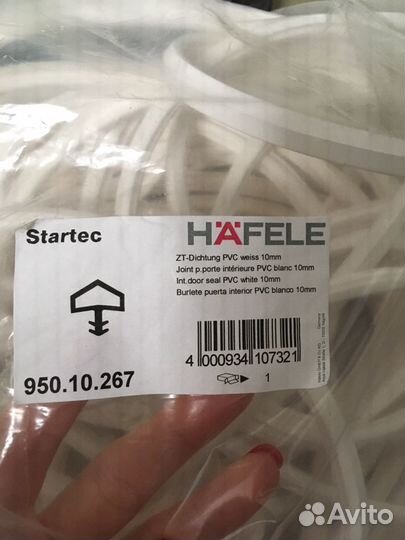 Startec
HÄFELE
ZT-Dichtung PVC weiss 10mm
Joint p.porte intérieure PVC blanc 10mm
Int.door seal PVC white 10mm
Burlete puerta interior PVC blanco 10mm
4 000934 107321
950.10.267
1
Germany
Avito